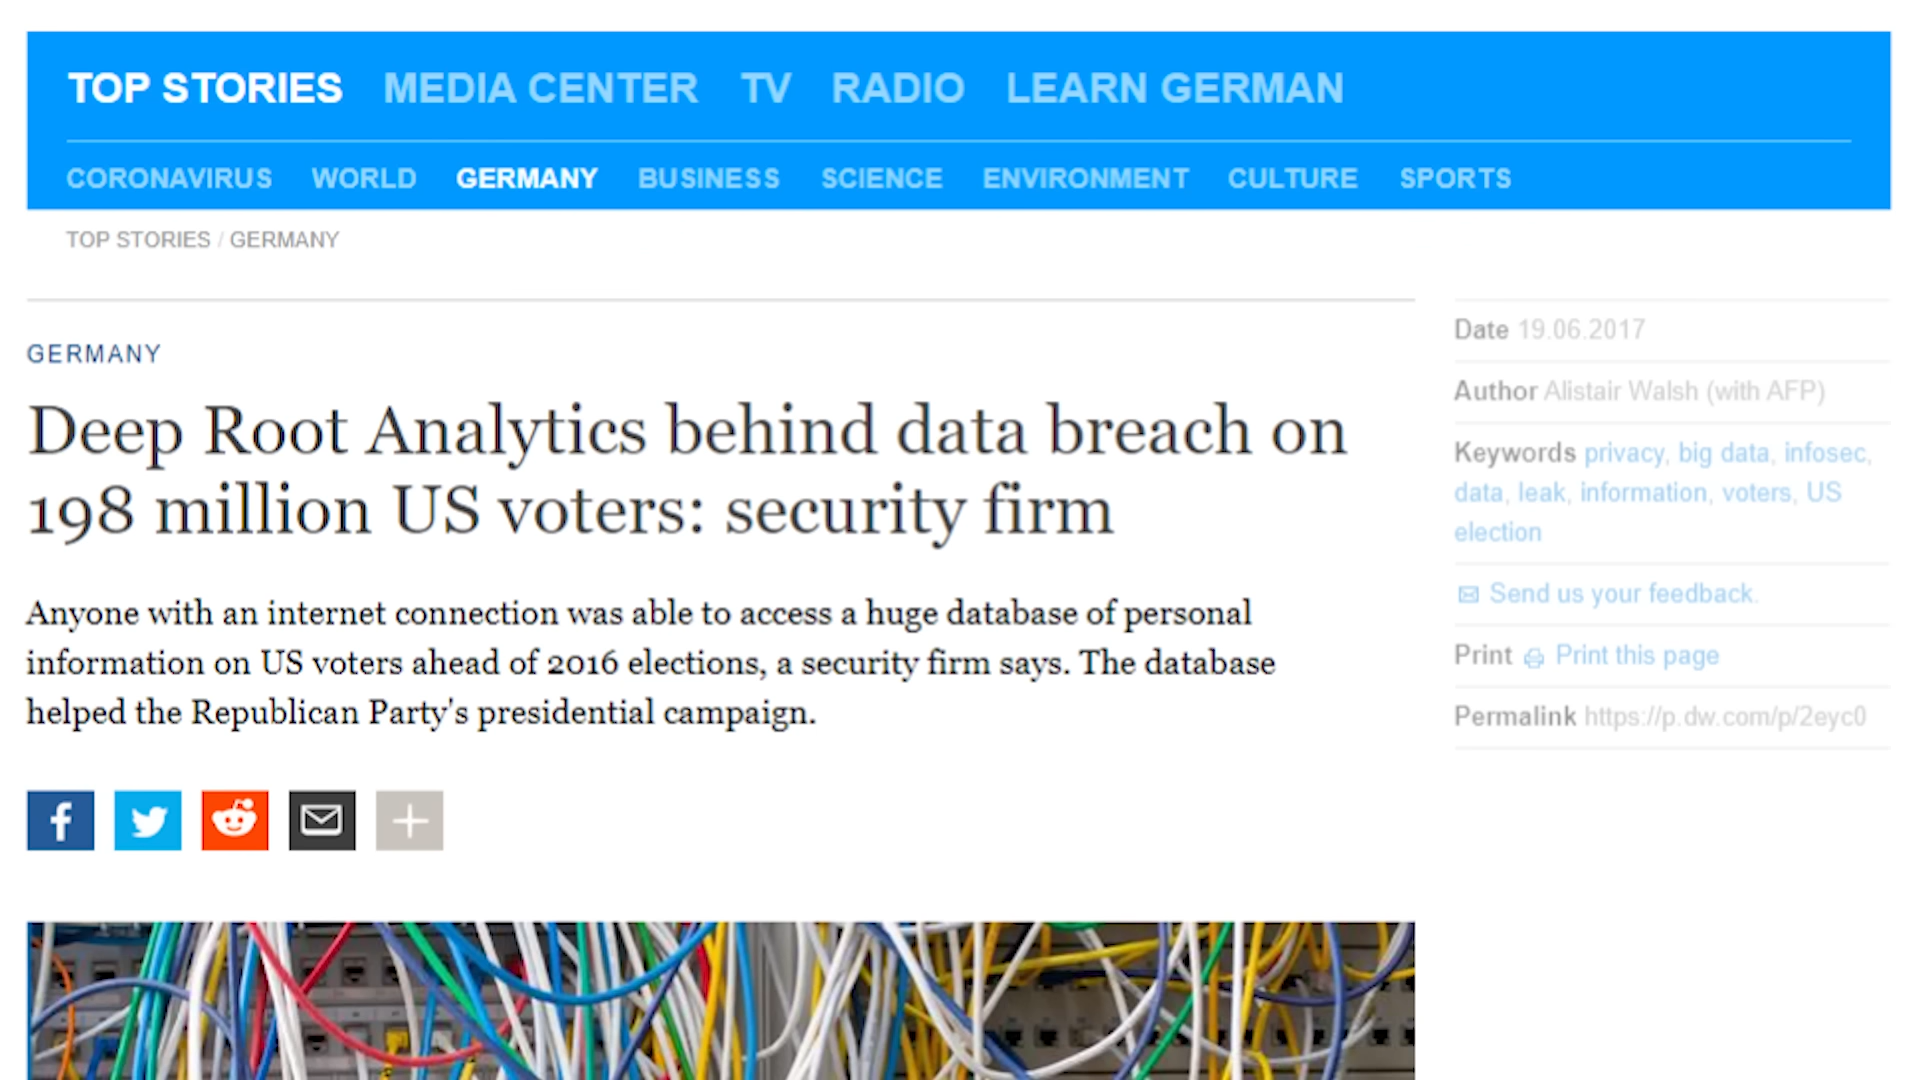 TOP STORIES MEDIA CENTER TV RADIO LEARN GERMAN
CORONAVIRUS WORLD GERMANY BUSINESS SCIENCE ENVIRONMENT CULTURE SPORTS
TOP STORIES / GERMANY
GERMANY
Deep Root Analytics behind data breach on
198 million US voters: security firm
Anyone with an internet connection was able to access a huge database of personal
information on US voters ahead of 2016 elections, a security firm says. The database
helped the Republican Party's presidential campaign.
Date 19.06.2017
Author Alistair Walsh (with AFP)
Keywords privacy, big data, infosec,
data, leak, information, voters, US
election
Send us your feedback.
Print Print this page
Permalink https://p.dw.com/p/2eyc0